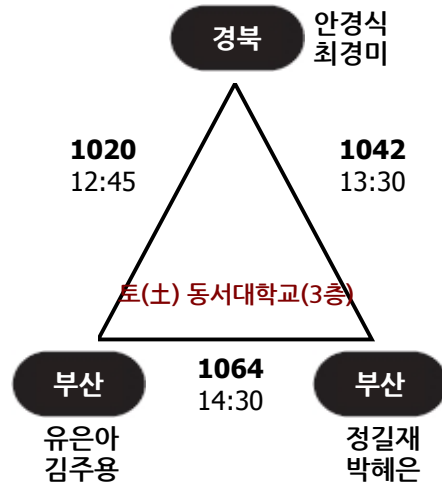 경북
안경식
최경미
1020
12:45
1042
13:30
토(土) 동서대학교(3층)
부산
1064
14:30
부산
유은아
김주용
정길재
박혜은